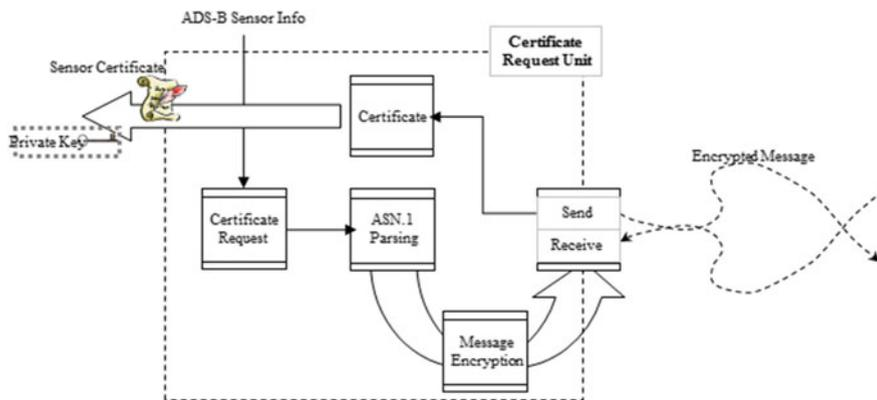 ADS-B Sensor Info
Certificate
Request Unit
Sensor Certificate
Private Key
Certificate
Encrypted Message
Certificate
Request
ASN.1
Parsing
Send
Receive
Message
Encryption